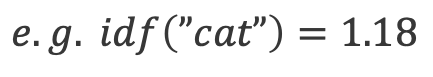 e. g. idf(”cat”) = 1.18